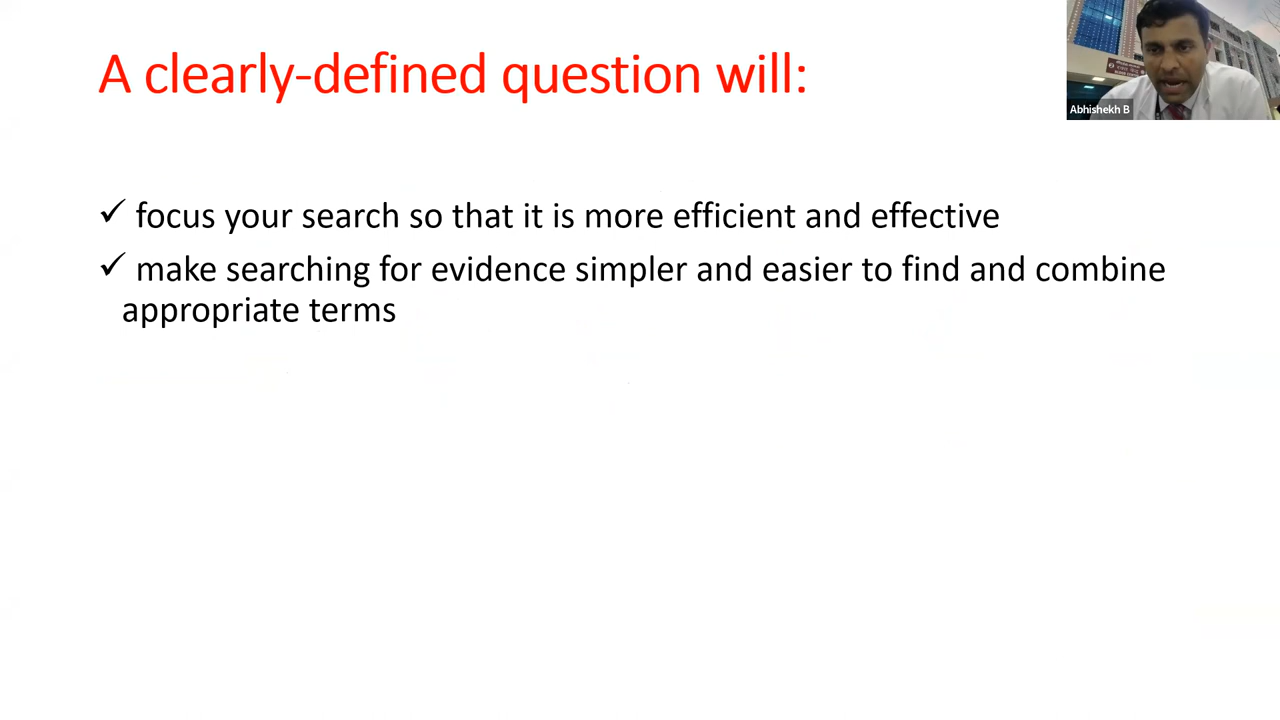 A clearly-defined question will:
Abhishekh B
✓ focus your search so that it is more efficient and effective
✓ make searching for evidence simpler and easier to find and combine
appropriate terms